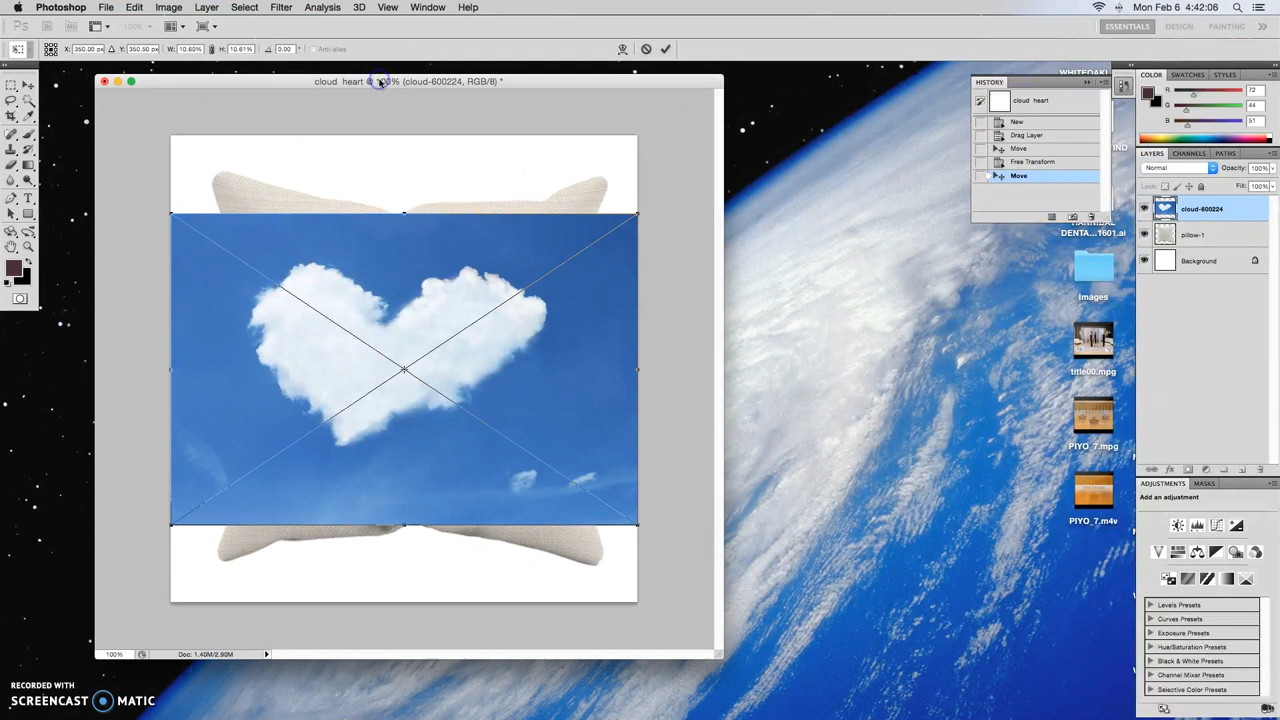 Photoshop File Edit Image Layer Select Filter Analysis 3D View Window Help Mon Feb 6 4:42:06
Ps 100% ESSENTIALS DESIGN PAINTING
X: 350.00 px Y: 350.50 px W: 10.60% H: 10.61% 0.00 ° Anti-alias
cloud heart @ 100% (cloud-600224, RGB/8) *
HISTORY
cloud heart
New
Drag Layer
Move
Free Transform
Move
COLOR SWATCHES STYLES
R 72
G 44
B 51
LAYERS CHANNELS PATHS
Normal Opacity: 100%
Lock: Fill: 100%
cloud-600224
pillow-1
Background
DENTA...1601.ai
Images
title00.mpg
PIYO_7.mpg
PIYO_7.m4v
ADJUSTMENTS MASKS
Add an adjustment
Levels Presets
Curves Presets
Exposure Presets
Hue/Saturation Presets
Black & White Presets
Channel Mixer Presets
Selective Color Presets
100% Doc: 1.40M/2.90M
RECORDED WITH
SCREENCAST MATIC